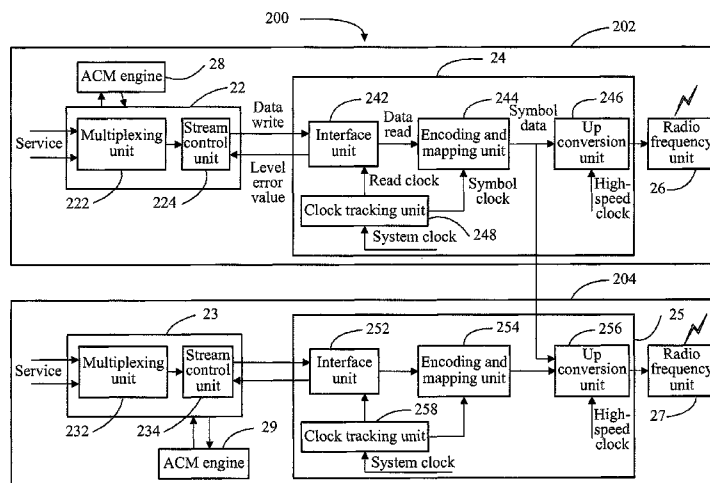 200
202
ACM engine
28
22
24
Service
Multiplexing
unit
Stream
control
unit
222
224
Data
write
Level
error
value
242
Interface
unit
Data
read
244
Encoding and
mapping unit
Symbol
data
246
Up
conversion
unit
Radio
frequency
unit
26
Read clock
Symbol
clock
Clock tracking unit
248
System clock
High-
speed
clock
204
23
25
Service
Multiplexing
unit
Stream
control
unit
232
234
252
Interface
unit
254
Encoding and
mapping unit
256
Up
conversion
unit
Radio
frequency
unit
27
258
Clock tracking unit
System clock
High-
speed
clock
29
ACM engine